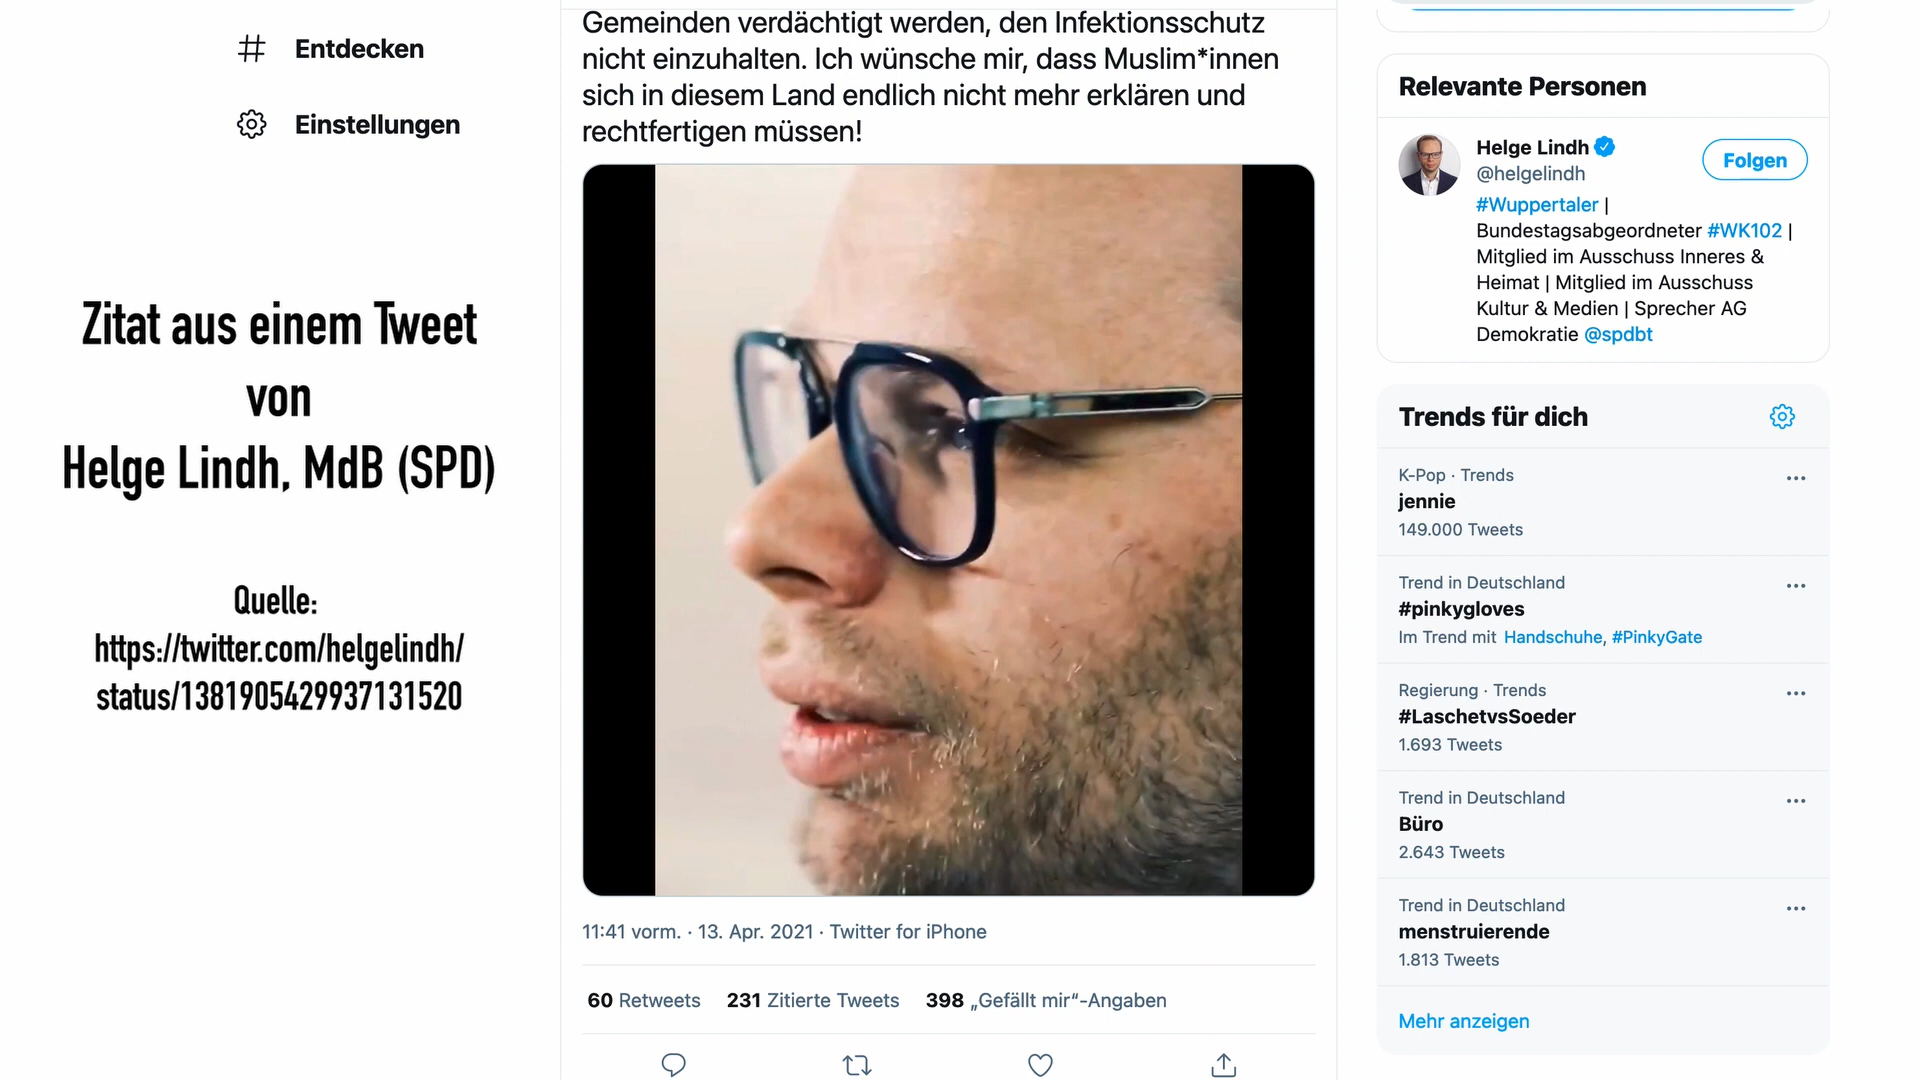 Entdecken
Einstellungen
Zitat aus einem Tweet
von
Helge Lindh, MdB (SPD)
Quelle:
https://twitter.com/helgelindh/
status/1381905429937131520
Gemeinden verdächtigt werden, den Infektionsschutz
nicht einzuhalten. Ich wünsche mir, dass Muslim*innen
sich in diesem Land endlich nicht mehr erklären und
rechtfertigen müssen!
11:41 vorm. · 13. Apr. 2021 · Twitter for iPhone
60 Retweets 231 Zitierte Tweets 398 „Gefällt mir“-Angaben
Relevante Personen
Helge Lindh
@helgelindh
Folgen
#Wuppertaler |
Bundestagsabgeordneter #WK102 |
Mitglied im Ausschuss Inneres &
Heimat | Mitglied im Ausschuss
Kultur & Medien | Sprecher AG
Demokratie @spdbt
Trends für dich
K-Pop · Trends
jennie
149.000 Tweets
Trend in Deutschland
#pinkygloves
Im Trend mit Handschuhe, #PinkyGate
Regierung · Trends
#LaschetvsSoeder
1.693 Tweets
Trend in Deutschland
Büro
2.643 Tweets
Trend in Deutschland
menstruierende
1.813 Tweets
Mehr anzeigen